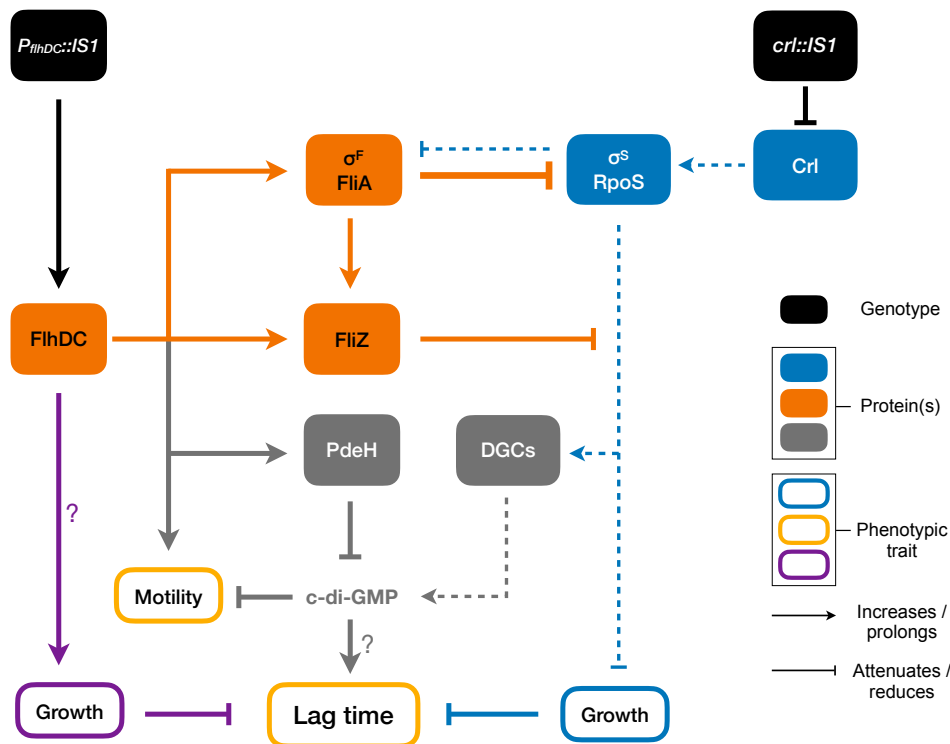 PflhDC::IS1
crl::IS1
σF
FliA
σS
RpoS
Crl
FlhDC
FliZ
Genotype
Protein(s)
PdeH
DGCs
?
Motility
c-di-GMP
?
Phenotypic
trait
Increases /
prolongs
Attenuates /
reduces
Growth
Lag time
Growth